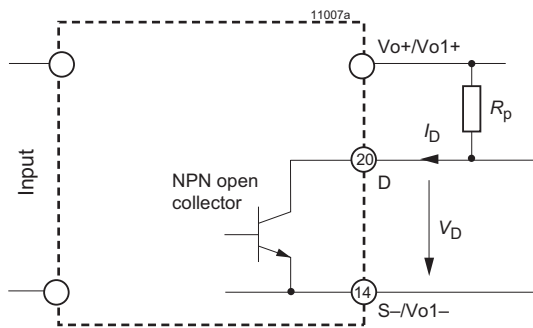 11007a
Vo+/Vo1+
Rp
ID
Input
20
D
NPN open
collector
VD
14
S–/Vo1–